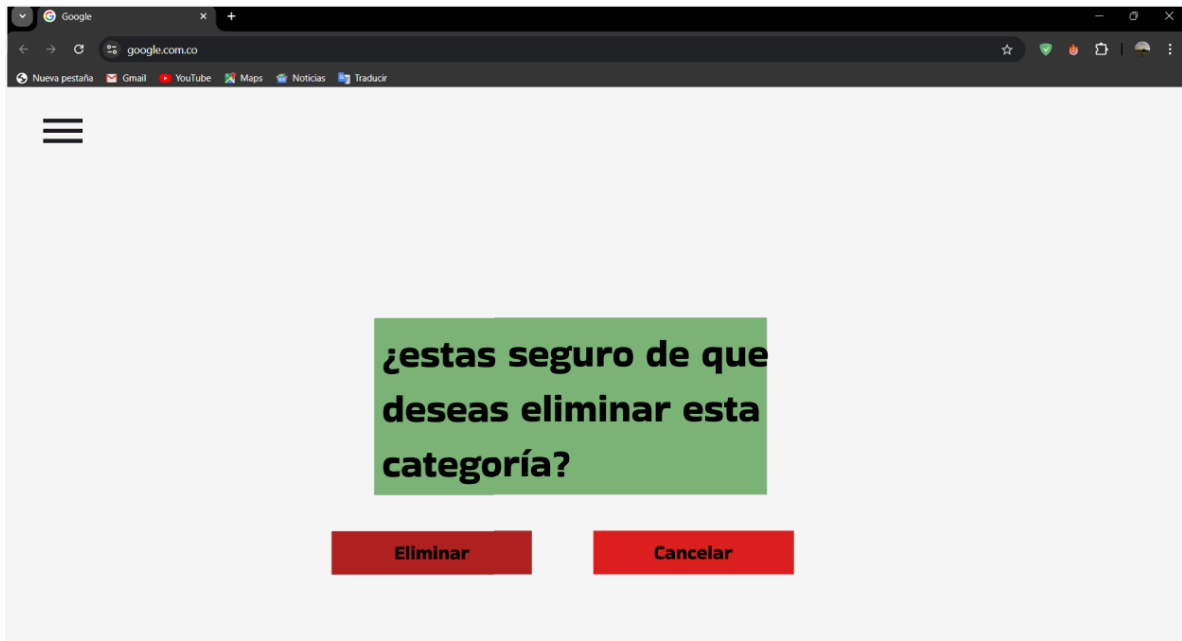 Google
google.com.co
Nueva pestaña Gmail YouTube Maps Noticias Traducir
¿estas seguro de que
deseas eliminar esta
categoría?
Eliminar Cancelar